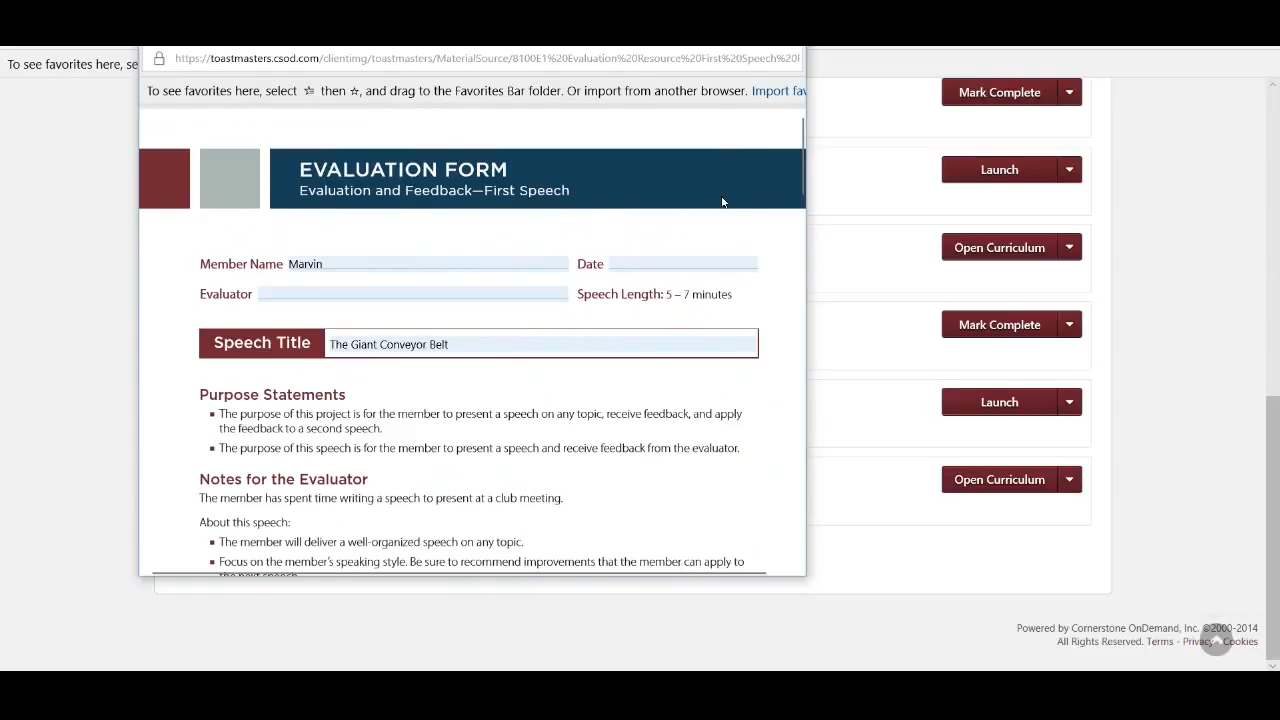 To see favorites here, se
https://toastmasters.csod.com/clientimg/toastmasters/MaterialSource/8100E1%20Evaluation%20Resource%20First%20Speech%20
To see favorites here, select ☆ then ☆, and drag to the Favorites Bar folder. Or import from another browser. Import fav
EVALUATION FORM
Evaluation and Feedback—First Speech
Member Name Marvin Date
Evaluator Speech Length: 5 – 7 minutes
Speech Title The Giant Conveyor Belt
Purpose Statements
▪ The purpose of this project is for the member to present a speech on any topic, receive feedback, and apply
the feedback to a second speech.
▪ The purpose of this speech is for the member to present a speech and receive feedback from the evaluator.
Notes for the Evaluator
The member has spent time writing a speech to present at a club meeting.
About this speech:
▪ The member will deliver a well-organized speech on any topic.
▪ Focus on the member's speaking style. Be sure to recommend improvements that the member can apply to
the next speech.
Mark Complete
Launch
Open Curriculum
Mark Complete
Launch
Open Curriculum
Powered by Cornerstone OnDemand, Inc. ©2000-2014
All Rights Reserved. Terms - Privacy - Cookies